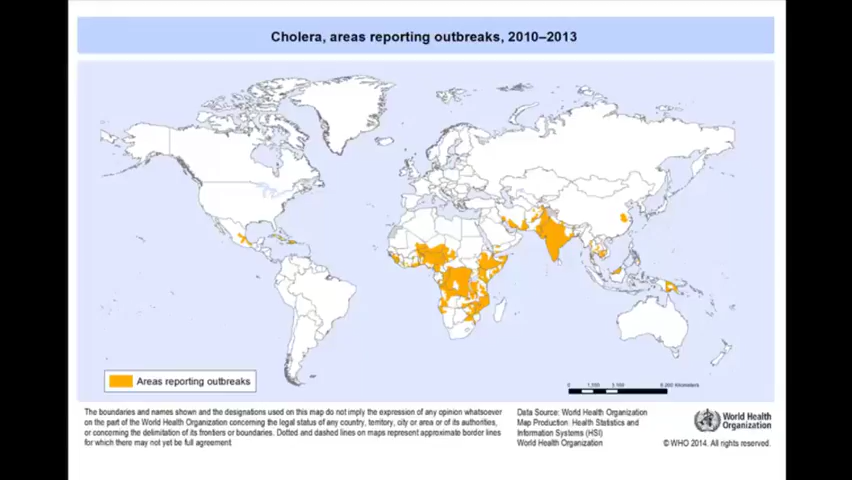 Cholera, areas reporting outbreaks, 2010–2013
Areas reporting outbreaks
The boundaries and names shown and the designations used on this map do not imply the expression of any opinion whatsoever
on the part of the World Health Organization concerning the legal status of any country, territory, city or area or of its authorities,
or concerning the delimitation of its frontiers or boundaries. Dotted and dashed lines on maps represent approximate border lines
for which there may not yet be full agreement.
Data Source: World Health Organization
Map Production: Health Statistics and
Information Systems (HSI)
World Health Organization
World Health
Organization
© WHO 2014. All rights reserved.